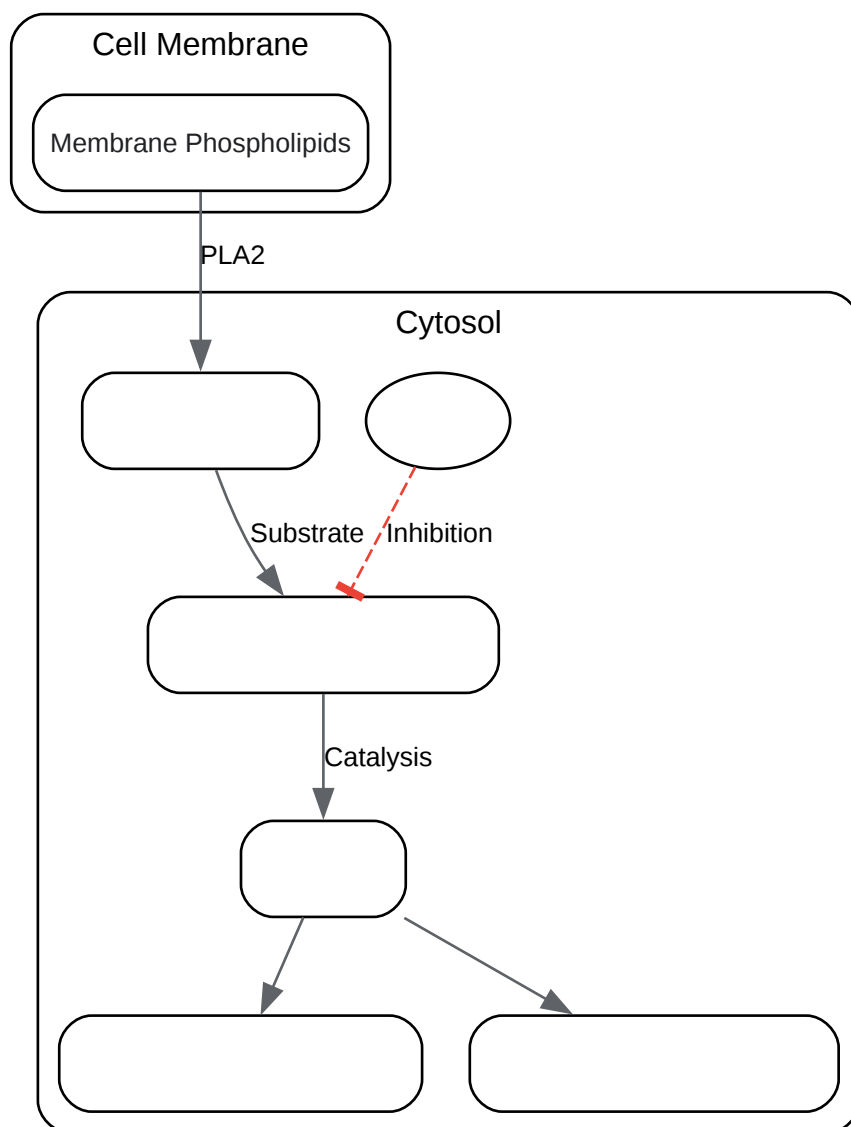 Cell Membrane
Membrane Phospholipids
PLA2
Cytosol
Substrate
Inhibition
Catalysis